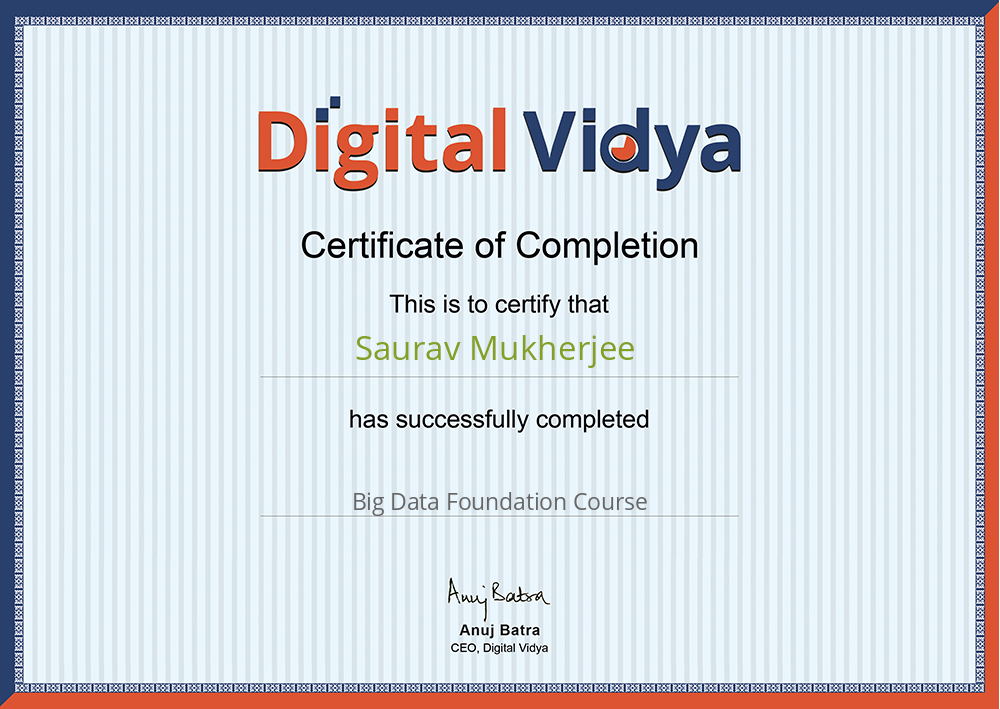 Digital Vidya
Certificate of Completion
This is to certify that
Saurav Mukherjee
has successfully completed
Big Data Foundation Course
Anuj Batra
Anuj Batra
CEO, Digital Vidya